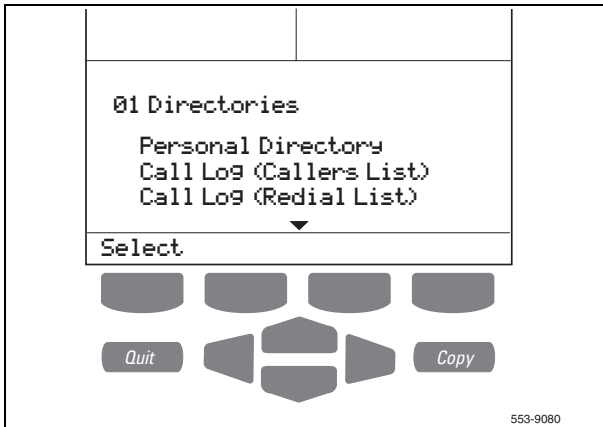 01 Directories
Personal Directory
Call Log (Callers List)
Call Log (Redial List)
Select
Quit
Copy
553-9080